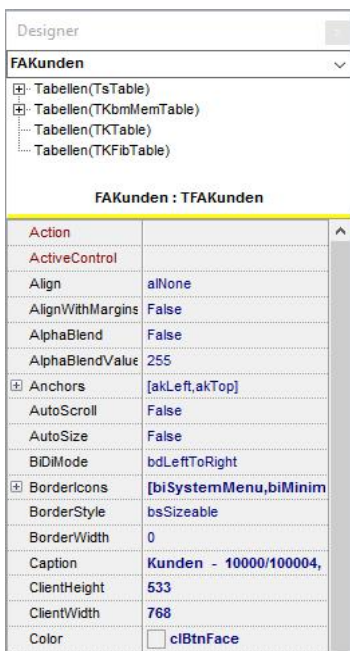 Designer
FAKunden
Tabellen(TsTable)
Tabellen(TKbmMemTable)
Tabellen(TKTable)
Tabellen(TKFibTable)
FAKunden : TFAKunden
Action
ActiveControl
Align alNone
AlignWithMargins False
AlphaBlend False
AlphaBlendValue 255
Anchors [akLeft,akTop]
AutoScroll False
AutoSize False
BiDiMode bdLeftToRight
BorderIcons [biSystemMenu,biMinim
BorderStyle bsSizeable
BorderWidth 0
Caption Kunden - 10000/100004,
ClientHeight 533
ClientWidth 768
Color clBtnFace